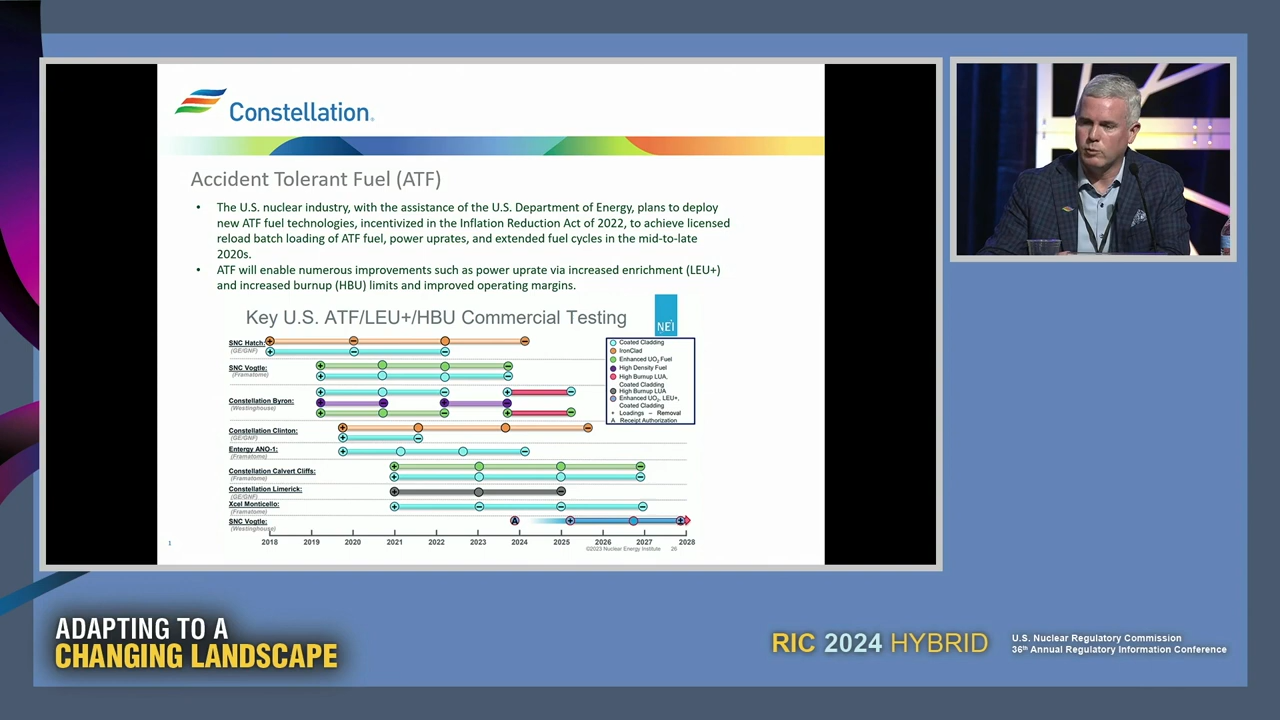 Constellation
Accident Tolerant Fuel (ATF)
• The U.S. nuclear industry, with the assistance of the U.S. Department of Energy, plans to deploy
new ATF fuel technologies, incentivized in the Inflation Reduction Act of 2022, to achieve licensed
reload batch loading of ATF fuel, power uprates, and extended fuel cycles in the mid-to-late
2020s.
• ATF will enable numerous improvements such as power uprate via increased enrichment (LEU+)
and increased burnup (HBU) limits and improved operating margins.
Key U.S. ATF/LEU+/HBU Commercial Testing
NEI
SNC Hatch:
(GE/GNF)
SNC Vogtle:
(Framatome)
Constellation Byron:
(Westinghouse)
Constellation Clinton:
(GE/GNF)
Entergy ANO-1:
(Framatome)
Constellation Calvert Cliffs:
(Framatome)
Constellation Limerick:
(GE/GNF)
Xcel Monticello:
(Framatome)
SNC Vogtle:
(Westinghouse)
Coated Cladding
IronClad
Enhanced UO2 Fuel
High Density Fuel
High Burnup LUA,
Coated Cladding
High Burnup LUA
Enhanced UO2, LEU+,
Coated Cladding
+ Loadings – Removal
A Receipt Authorization
A
2018 2019 2020 2021 2022 2023 2024 2025 2026 2027 2028
©2023 Nuclear Energy Institute 26
1
ADAPTING TO A
CHANGING LANDSCAPE
RIC 2024 HYBRID
U.S. Nuclear Regulatory Commission
36th Annual Regulatory Information Conference